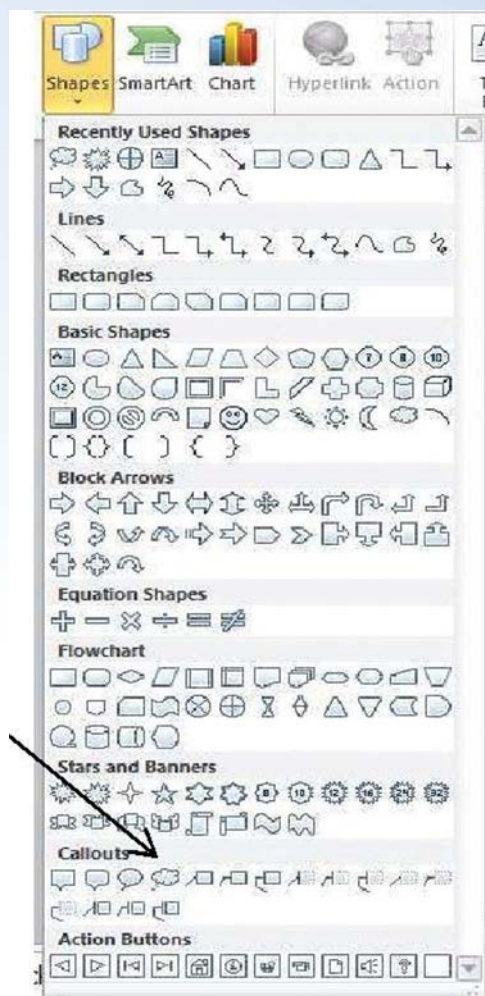 Shapes SmartArt Chart Hyperlink Action
Recently Used Shapes
Lines
Rectangles
Basic Shapes
Block Arrows
Equation Shapes
Flowchart
Stars and Banners
Callouts
Action Buttons